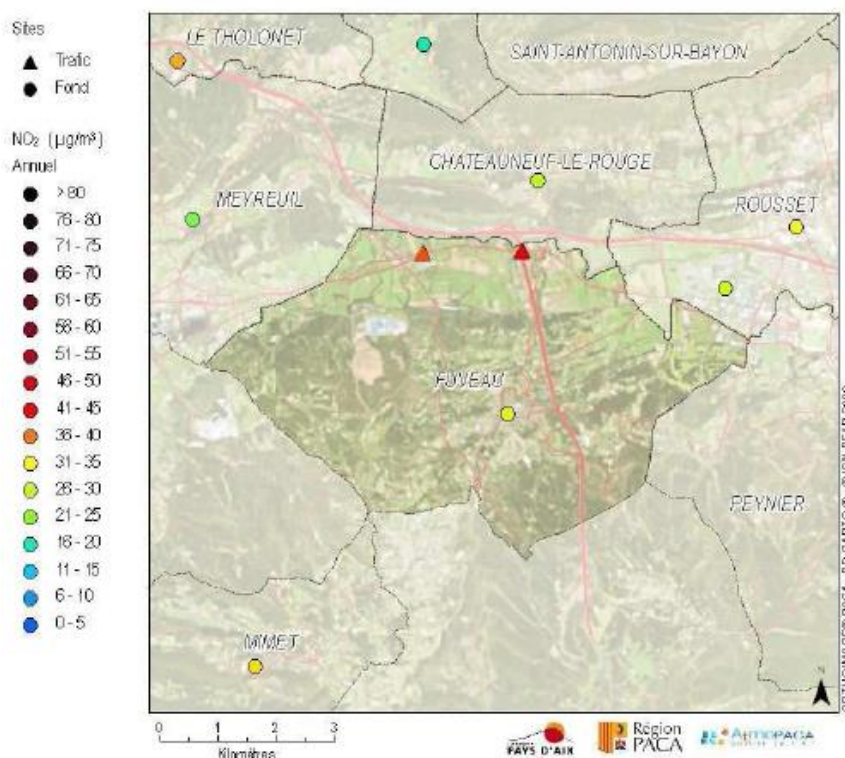 Sites
Trafic
Fond
NO₂ (µg/m³)
Annuel
> 80
76 - 80
71 - 75
66 - 70
61 - 65
56 - 60
51 - 55
46 - 50
41 - 45
36 - 40
31 - 35
26 - 30
21 - 25
16 - 20
11 - 15
6 - 10
0 - 5
LE THOLONET
SAINT-ANTONIN-SUR-BAYON
CHATEAUNEUF-LE-ROUGE
MEYREUIL
ROUSSET
FUVEAU
PEYNIER
MIMET
N
0 1 2 3
Kilomètres
PAYS D'AIX
Région
PACA
AtmoPACA